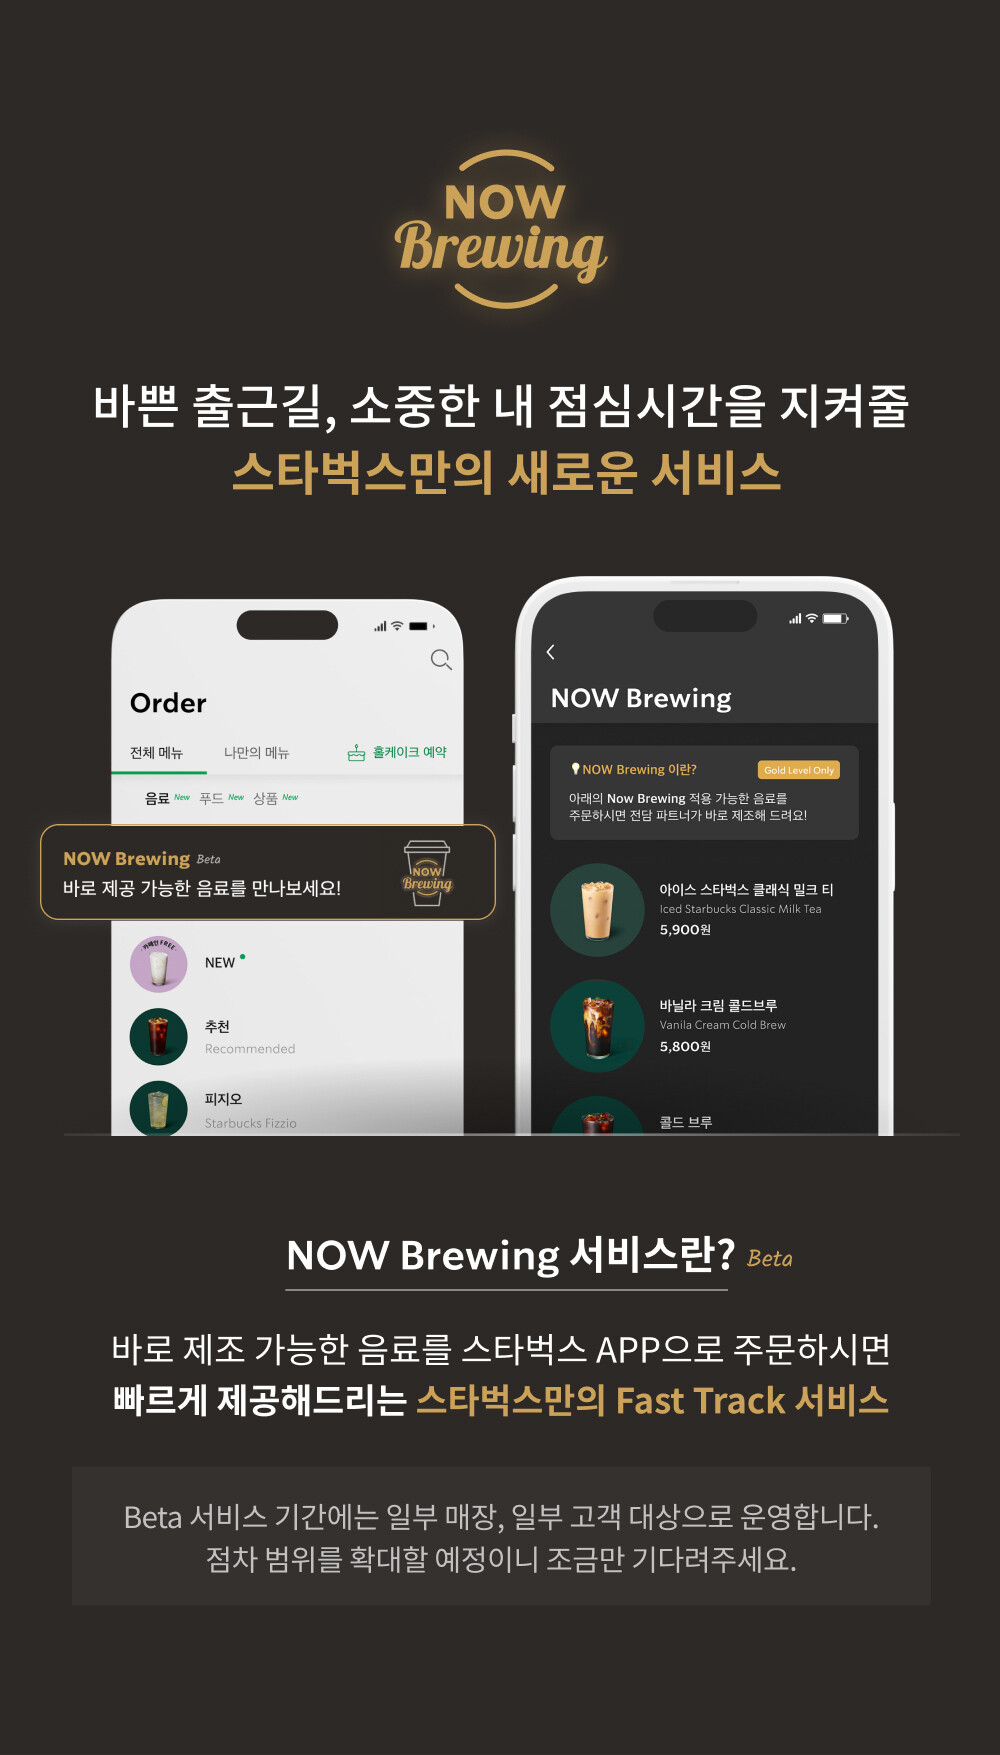 NOW
Brewing
바쁜 출근길, 소중한 내 점심시간을 지켜줄
스타벅스만의 새로운 서비스
Order
전체 메뉴 나만의 메뉴 홀케이크 예약
음료 New 푸드 New 상품 New
NOW Brewing Beta
바로 제공 가능한 음료를 만나보세요!
NOW
Brewing
카페인 FREE
NEW
추천
Recommended
피지오
Starbucks Fizzio
NOW Brewing
NOW Brewing 이란? Gold Level Only
아래의 Now Brewing 적용 가능한 음료를
주문하시면 전담 파트너가 바로 제조해 드려요!
아이스 스타벅스 클래식 밀크 티
Iced Starbucks Classic Milk Tea
5,900원
바닐라 크림 콜드브루
Vanila Cream Cold Brew
5,800원
콜드 브루
NOW Brewing 서비스란? Beta
바로 제조 가능한 음료를 스타벅스 APP으로 주문하시면
빠르게 제공해드리는 스타벅스만의 Fast Track 서비스
Beta 서비스 기간에는 일부 매장, 일부 고객 대상으로 운영합니다.
점차 범위를 확대할 예정이니 조금만 기다려주세요.